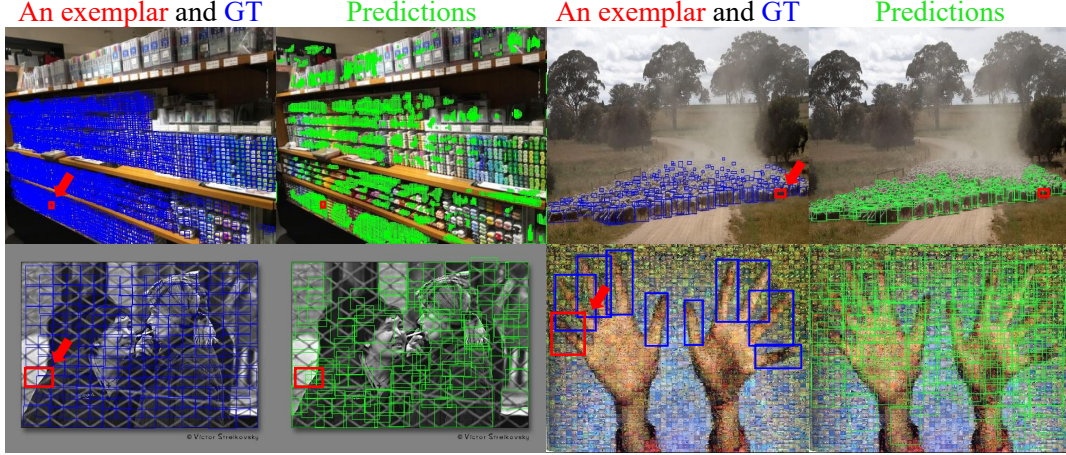 An exemplar and GT
Predictions
An exemplar and GT
Predictions
© Victor Strelkovsky
© Victor Strelkovsky